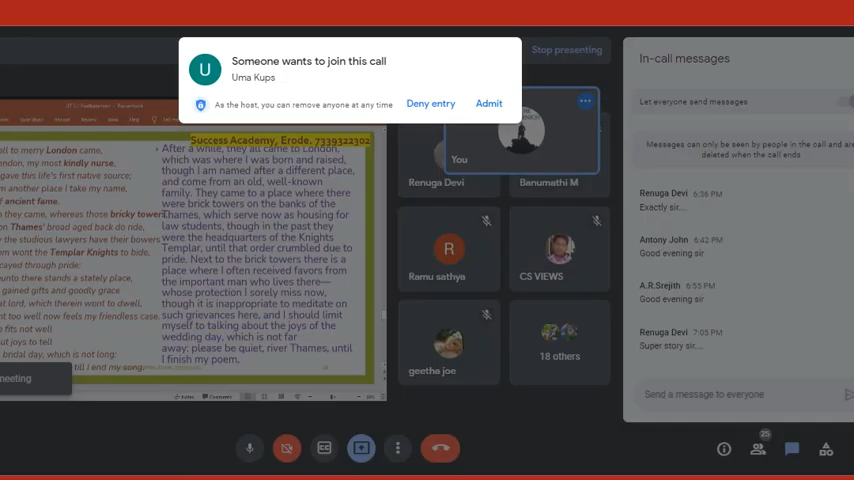 Someone wants to join this call
Uma Kups
As the host, you can remove anyone at any time
Deny entry
Admit
Stop presenting
all to merry London came,
ndon, my most kindly nurse,
gave this life's first native source;
m another place I take my name,
of ancient fame.
n they came, whereas those bricky towers
on Thames' broad aged back do ride,
the studious lawyers have their bowers
om wont the Templar Knights to bide,
cayed through pride:
unto there stands a stately place,
gained gifts and goodly grace
at lord, which therein wont to dwell,
nt too well now feels my friendless case.
e fits not well
but joys to tell
bridal day, which is not long:
till I end my song.
Success Academy, Erode. 7339322302
After a while, they all came to London,
which was where I was born and raised,
though I am named after a different place,
and come from an old, well-known
family. They came to a place where there
were brick towers on the banks of the
Thames, which serve now as housing for
law students, though in the past they
were the headquarters of the Knights
Templar, until that order crumbled due to
pride. Next to the brick towers there is a
place where I often received favors from
the important man who lives there—
whose protection I sorely miss now,
though it is inappropriate to meditate on
such grievances here, and I should limit
myself to talking about the joys of the
wedding day, which is not far
away: please be quiet, river Thames, until
I finish my poem.
meeting
You
Renuga Devi
Banumathi M
R
Ramu sathya
CS VIEWS
geetha joe
18 others
In-call messages
Let everyone send messages
Messages can only be seen by people in the call and are
deleted when the call ends
Renuga Devi 6:36 PM
Exactly sir....
Antony John 6:42 PM
Good evening sir
A.R.Srejith 6:55 PM
Good evening sir
Renuga Devi 7:05 PM
Super story sir....
Send a message to everyone
25
U